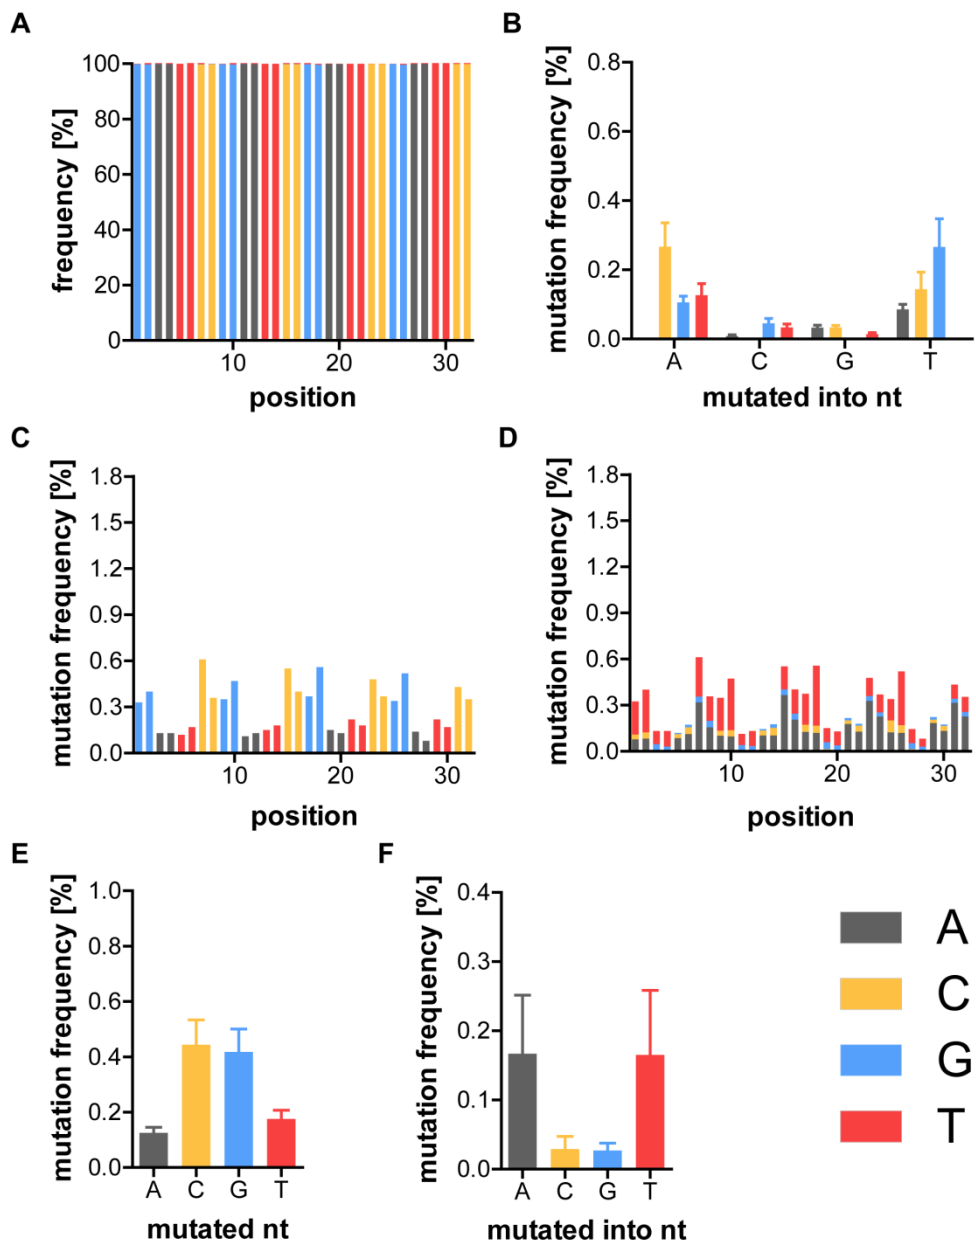 A
frequency [%]
100
80
60
40
20
0
10 20 30
position
B
mutation frequency [%]
0.8
0.6
0.4
0.2
0.0
A C G T
mutated into nt
C
mutation frequency [%]
1.8
1.5
1.2
0.9
0.6
0.3
0.0
10 20 30
position
D
mutation frequency [%]
1.8
1.5
1.2
0.9
0.6
0.3
0.0
10 20 30
position
E
mutation frequency [%]
1.0
0.8
0.6
0.4
0.2
0.0
A C G T
mutated nt
F
mutation frequency [%]
0.4
0.3
0.2
0.1
0.0
A C G T
mutated into nt
A
C
G
T